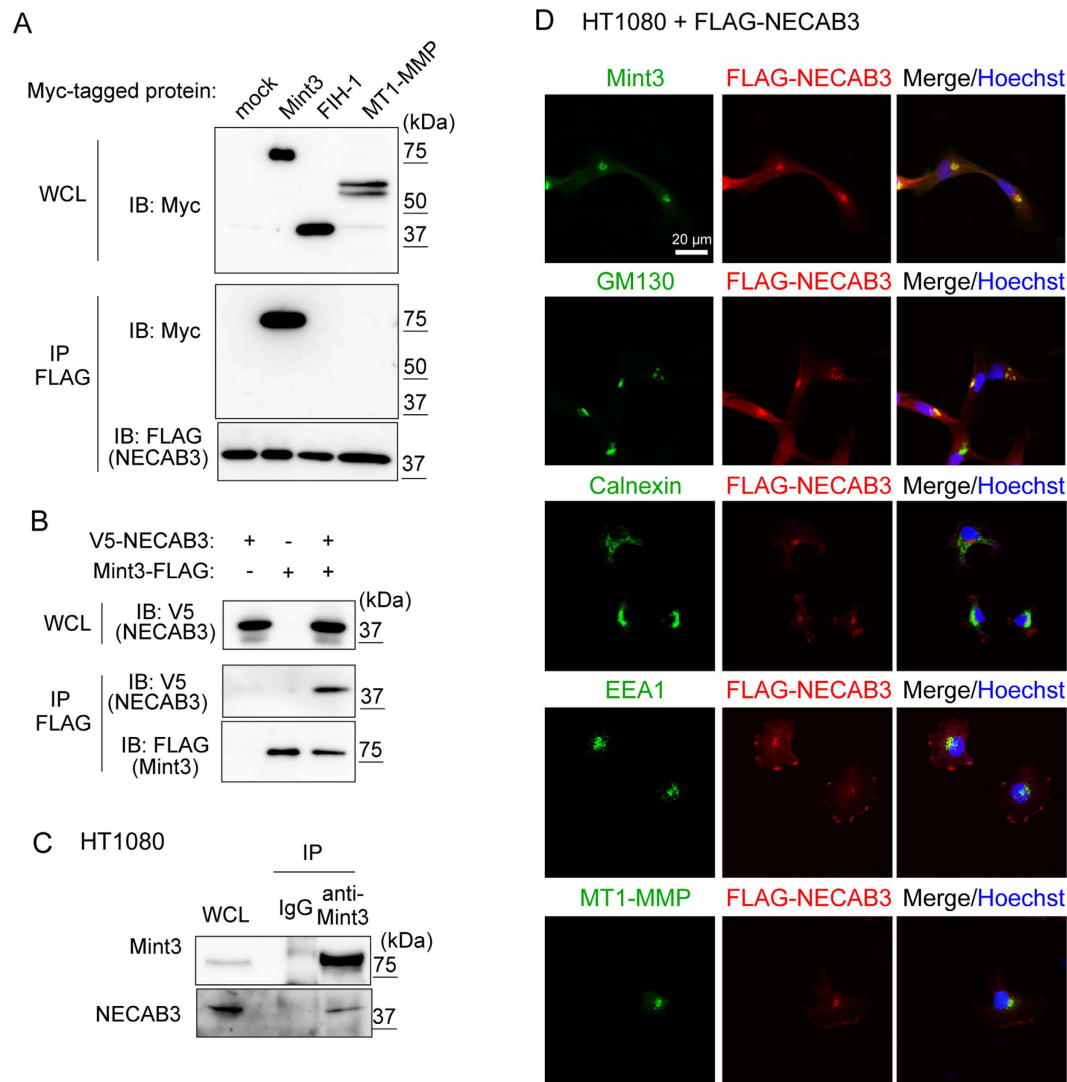 A
Myc-tagged protein:
mock
Mint3
FIH-1
MT1-MMP
(kDa)
WCL
IB: Myc
75
50
37
IP
FLAG
IB: Myc
75
50
37
IB: FLAG
(NECAB3)
37
B
V5-NECAB3: + - +
Mint3-FLAG: - + +
(kDa)
WCL
IB: V5
(NECAB3)
37
IP
FLAG
IB: V5
(NECAB3)
37
IB: FLAG
(Mint3)
75
C HT1080
IP
WCL
IgG
anti-
Mint3
(kDa)
Mint3
75
NECAB3
37
D HT1080 + FLAG-NECAB3
Mint3 FLAG-NECAB3 Merge/Hoechst
20 μm
GM130 FLAG-NECAB3 Merge/Hoechst
Calnexin FLAG-NECAB3 Merge/Hoechst
EEA1 FLAG-NECAB3 Merge/Hoechst
MT1-MMP FLAG-NECAB3 Merge/Hoechst